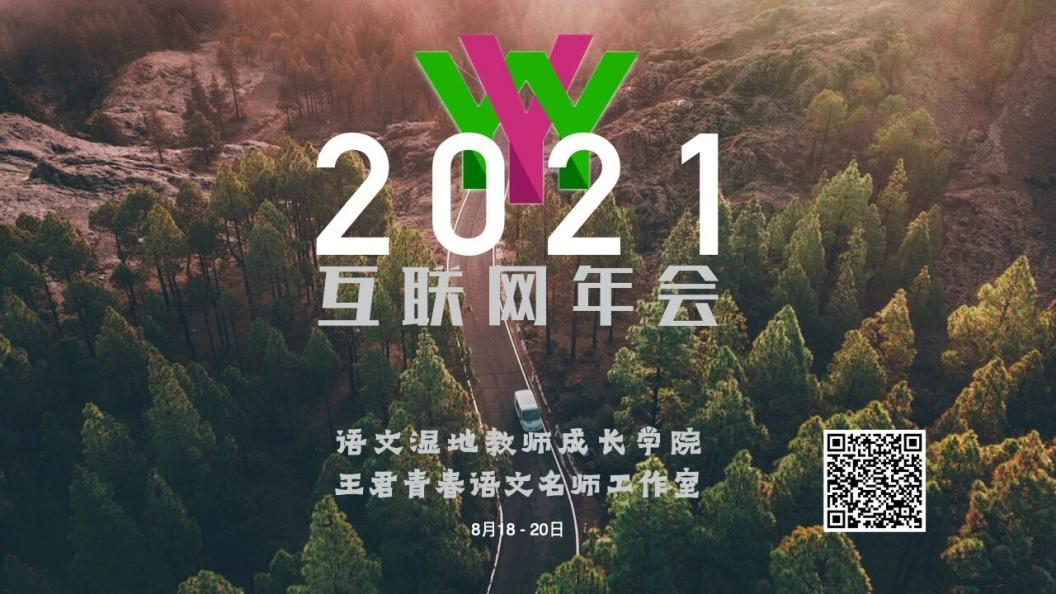 2021
互联网年会
语文湿地教师成长学院
王君青春语文名师工作室
8月18 - 20日